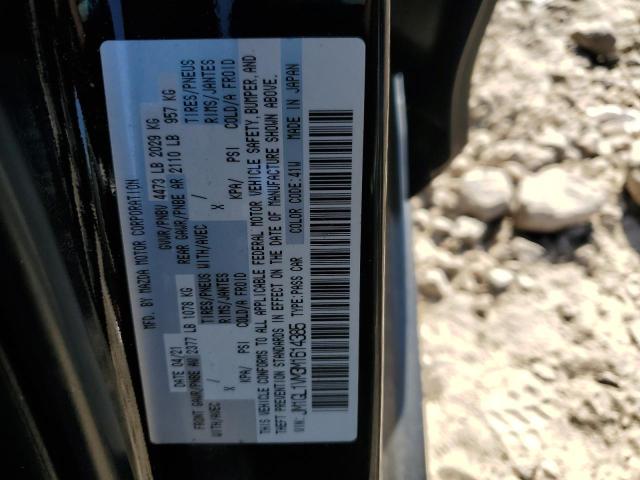 MFD. BY MAZDA MOTOR CORPORATION
DATE 04/21 GVWR/PNBV 4473 LB 2029 KG
FRONT GAWR/PNBE AV 2377 LB 1078 KG REAR GAWR/PNBE AR 2110 LB 957 KG
WITH/AVEC / TIRES/PNEUS WITH/AVEC / TIRES/PNEUS
X RIMS/JANTES X RIMS/JANTES
KPA/ PSI COLD/A FROID KPA/ PSI COLD/A FROID
THIS VEHICLE CONFORMS TO ALL APPLICABLE FEDERAL MOTOR VEHICLE SAFETY, BUMPER, AND
THEFT PREVENTION STANDARDS IN EFFECT ON THE DATE OF MANUFACTURE SHOWN ABOVE.
VIN: JM1GL1VM3M1614385 TYPE:PASS CAR COLOR CODE:41W MADE IN JAPAN